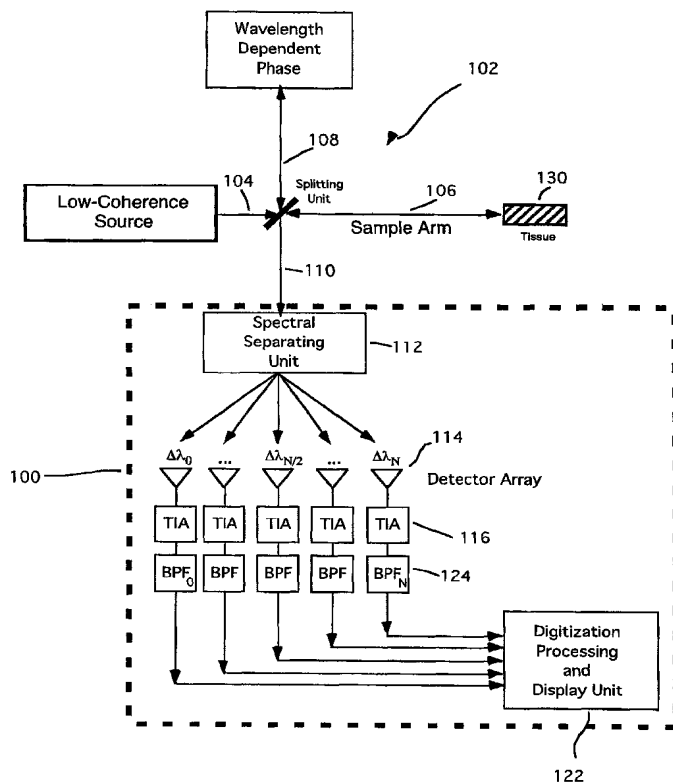 Wavelength
Dependent
Phase
102
108
104
Splitting
Unit
106
130
Low-Coherence
Source
Sample Arm
Tissue
110
Spectral
Separating
Unit
112
Δλ0 ... ΔλN/2 ... ΔλN
114
100
Detector Array
TIA TIA TIA TIA TIA
116
BPF0 BPF BPF BPF BPFN
124
Digitization
Processing
and
Display Unit
122